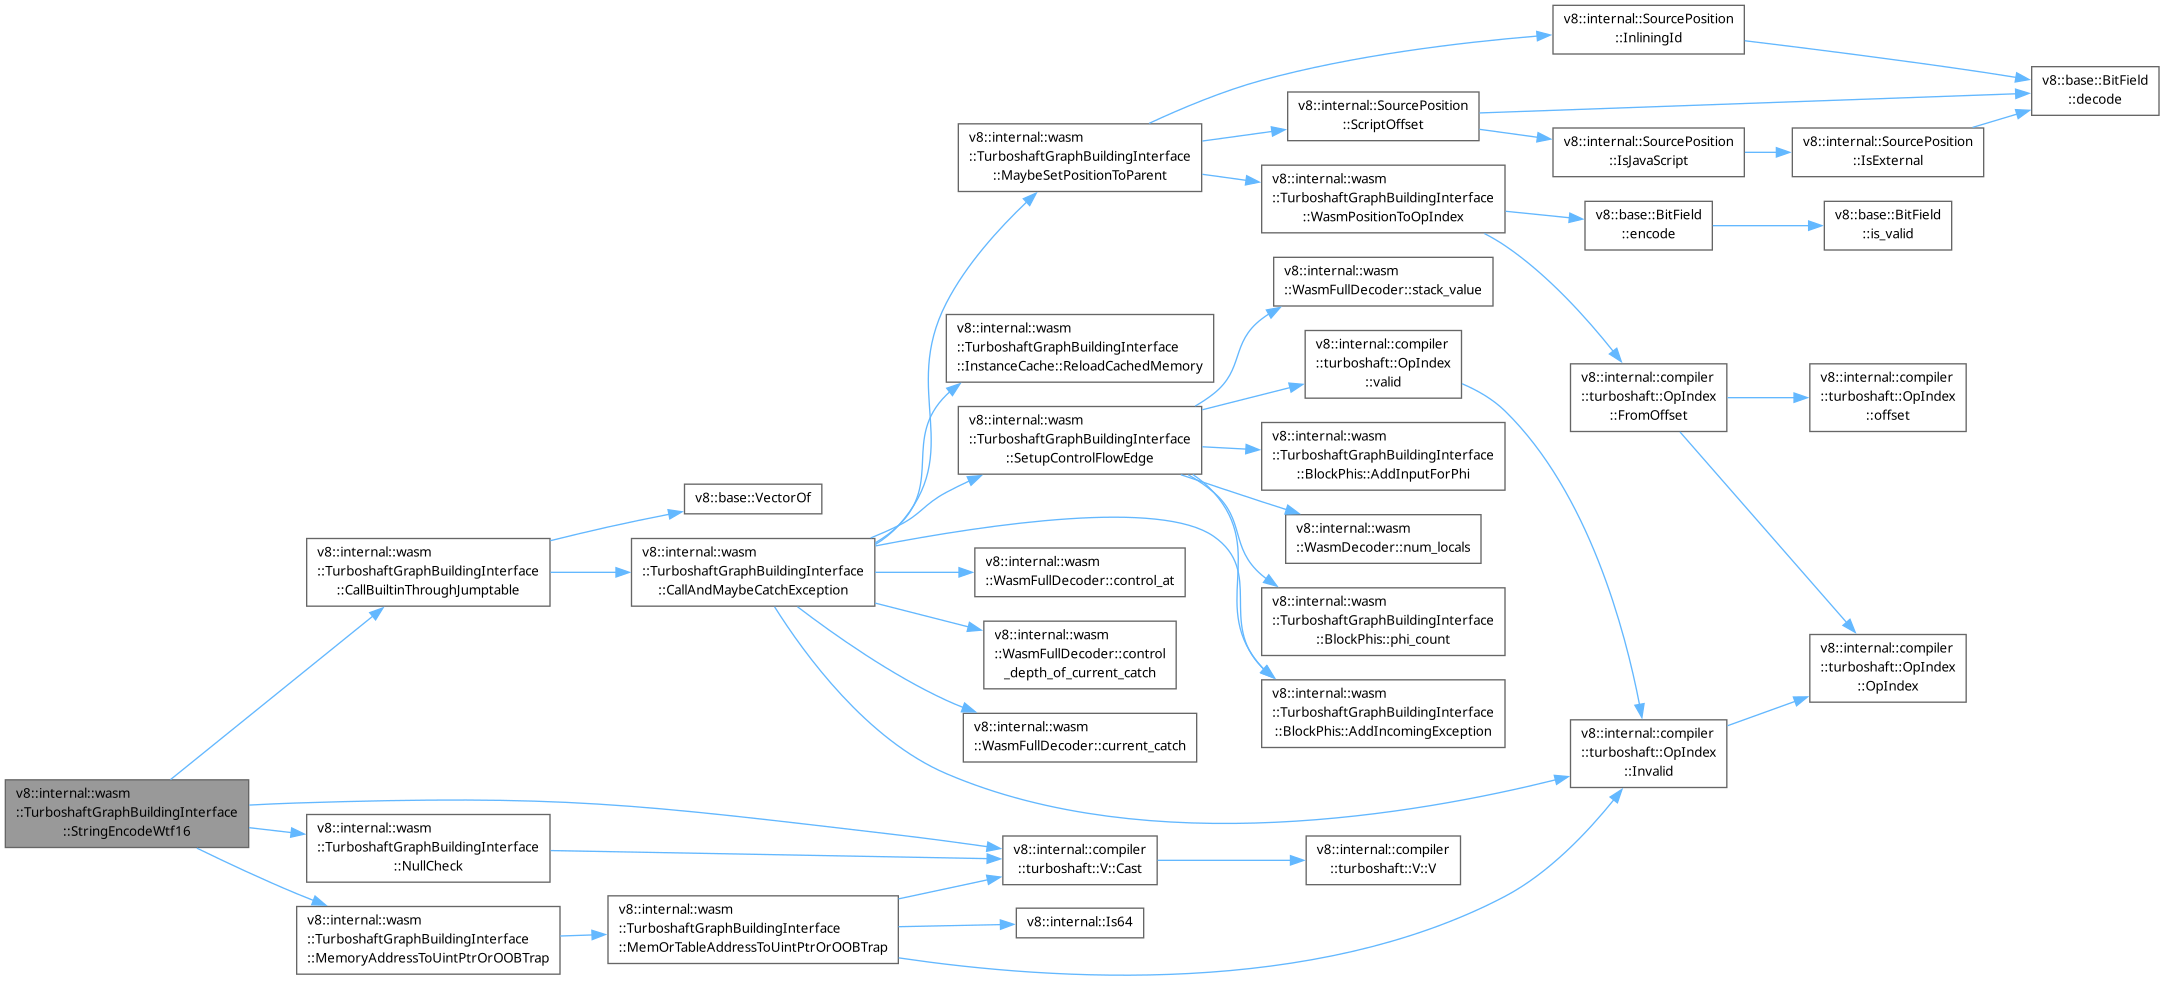 v8::internal::wasm
::TurboshaftGraphBuildingInterface
::StringEncodeWtf16
v8::internal::wasm
::TurboshaftGraphBuildingInterface
::CallBuiltinThroughJumptable
v8::base::VectorOf
v8::internal::wasm
::TurboshaftGraphBuildingInterface
::CallAndMaybeCatchException
v8::internal::wasm
::TurboshaftGraphBuildingInterface
::MaybeSetPositionToParent
v8::internal::SourcePosition
::InliningId
v8::base::BitField
::decode
v8::internal::SourcePosition
::ScriptOffset
v8::internal::SourcePosition
::IsJavaScript
v8::internal::SourcePosition
::IsExternal
v8::internal::wasm
::TurboshaftGraphBuildingInterface
::WasmPositionToOpIndex
v8::base::BitField
::encode
v8::base::BitField
::is_valid
v8::internal::compiler
::turboshaft::OpIndex
::FromOffset
v8::internal::compiler
::turboshaft::OpIndex
::offset
v8::internal::compiler
::turboshaft::OpIndex
::OpIndex
v8::internal::wasm
::TurboshaftGraphBuildingInterface
::InstanceCache::ReloadCachedMemory
v8::internal::wasm
::TurboshaftGraphBuildingInterface
::SetupControlFlowEdge
v8::internal::wasm
::WasmFullDecoder::stack_value
v8::internal::compiler
::turboshaft::OpIndex
::valid
v8::internal::wasm
::TurboshaftGraphBuildingInterface
::BlockPhis::AddInputForPhi
v8::internal::wasm
::WasmDecoder::num_locals
v8::internal::wasm
::TurboshaftGraphBuildingInterface
::BlockPhis::phi_count
v8::internal::wasm
::TurboshaftGraphBuildingInterface
::BlockPhis::AddIncomingException
v8::internal::wasm
::WasmFullDecoder::control_at
v8::internal::wasm
::WasmFullDecoder::control
_depth_of_current_catch
v8::internal::wasm
::WasmFullDecoder::current_catch
v8::internal::compiler
::turboshaft::OpIndex
::Invalid
v8::internal::wasm
::TurboshaftGraphBuildingInterface
::NullCheck
v8::internal::compiler
::turboshaft::V::Cast
v8::internal::compiler
::turboshaft::V::V
v8::internal::wasm
::TurboshaftGraphBuildingInterface
::MemoryAddressToUintPtrOrOOBTrap
v8::internal::wasm
::TurboshaftGraphBuildingInterface
::MemOrTableAddressToUintPtrOrOOBTrap
v8::internal::Is64